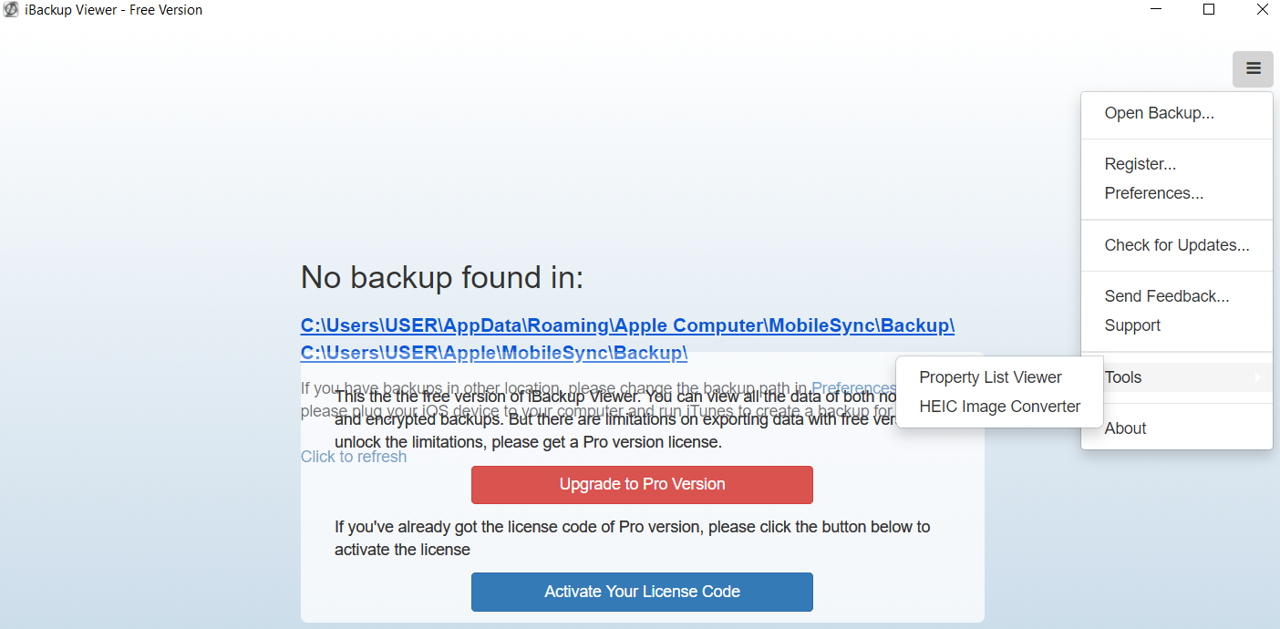 iBackup Viewer - Free Version
Open Backup...
Register...
Preferences...
Check for Updates...
Send Feedback...
Support
Tools
About
Property List Viewer
HEIC Image Converter
No backup found in:
C:\Users\USER\AppData\Roaming\Apple Computer\MobileSync\Backup\
C:\Users\USER\Apple\MobileSync\Backup\
If you have backups in other location, please change the backup path in Preferences
please plug your iOS device to your computer and run iTunes to create a backup for
Click to refresh
This the the free version of iBackup Viewer. You can view all the data of both
and encrypted backups. But there are limitations on exporting data with free
unlock the limitations, please get a Pro version license.
Upgrade to Pro Version
If you've already got the license code of Pro version, please click the button below to
activate the license
Activate Your License Code